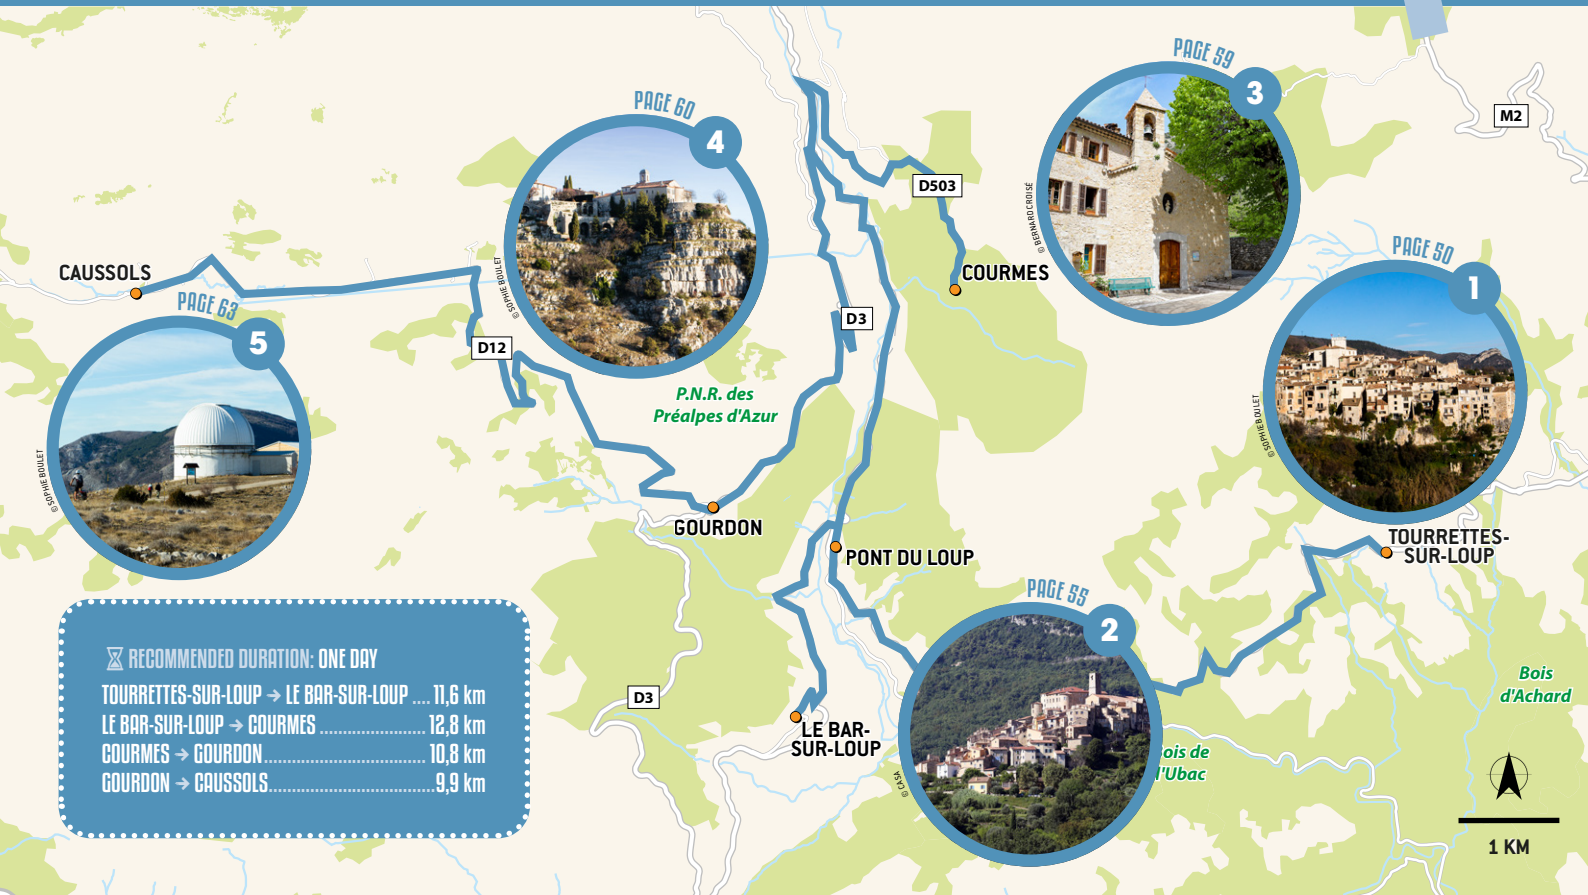 PAGE 59
3
M2
PAGE 60
4
D503
© BERNARD CROISÉ
COURMES
PAGE 50
1
CAUSSOLS
PAGE 63
5
© SOPHIE BOULET
D3
D12
P.N.R. des
Préalpes d'Azur
© SOPHIE BOULET
© SOPHIE BOULET
GOURDON
PONT DU LOUP
TOURRETTES-
SUR-LOUP
PAGE 55
2
RECOMMENDED DURATION: ONE DAY
TOURRETTES-SUR-LOUP → LE BAR-SUR-LOUP .... 11,6 km
LE BAR-SUR-LOUP → COURMES ...................... 12,8 km
COURMES → GOURDON................................. 10,8 km
GOURDON → CAUSSOLS..................................9,9 km
D3
LE BAR-
SUR-LOUP
© CASA
ois de
l'Ubac
Bois
d'Achard
1 KM